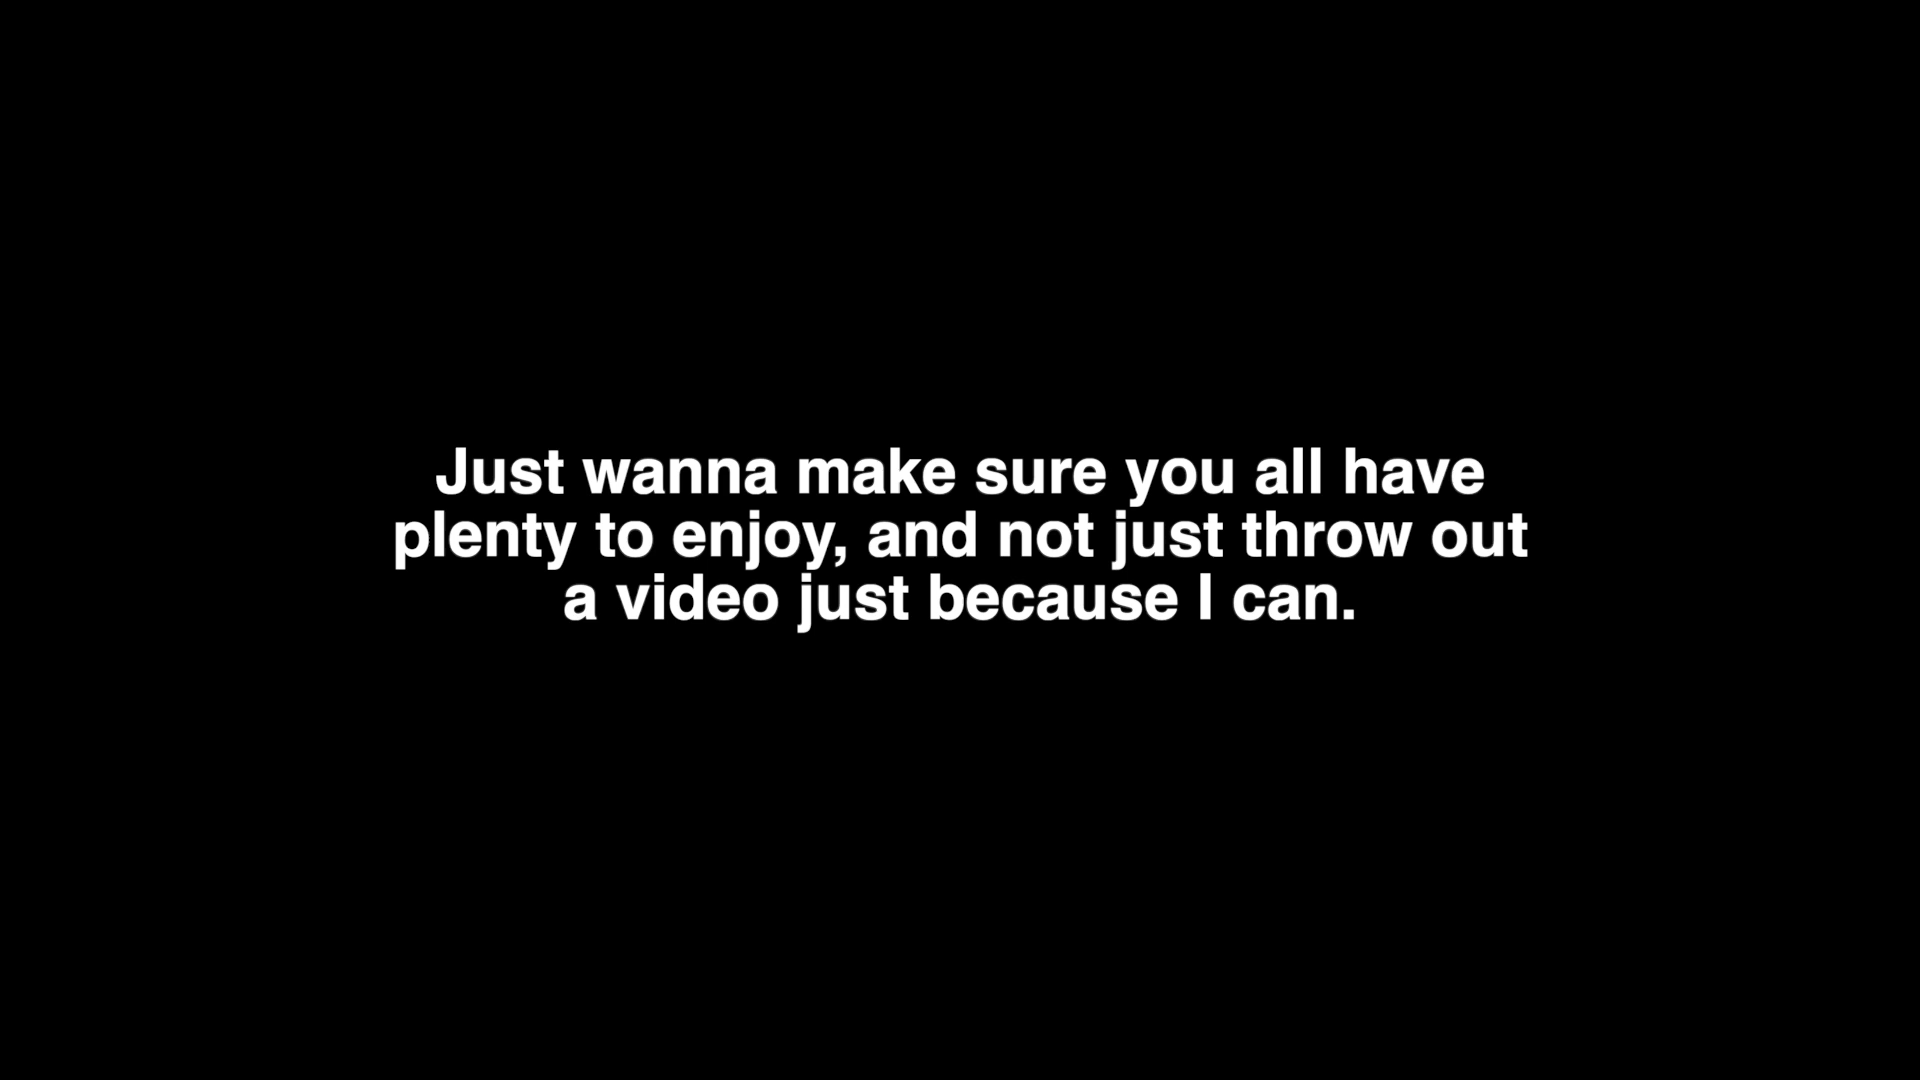 Just wanna make sure you all have
plenty to enjoy, and not just throw out
a video just because I can.